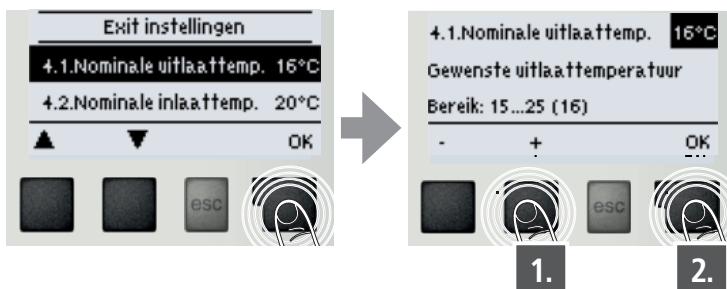 Exit instellingen
4.1.Nominale uitlaattemp. 16°C
4.2.Nominale inlaattemp. 20°C
▲ ▼ OK
esc
4.1.Nominale uitlaattemp. 16°C
Gewenste uitlaattemperatuur
Bereik: 15...25 (16)
- + OK
esc
1. 2.